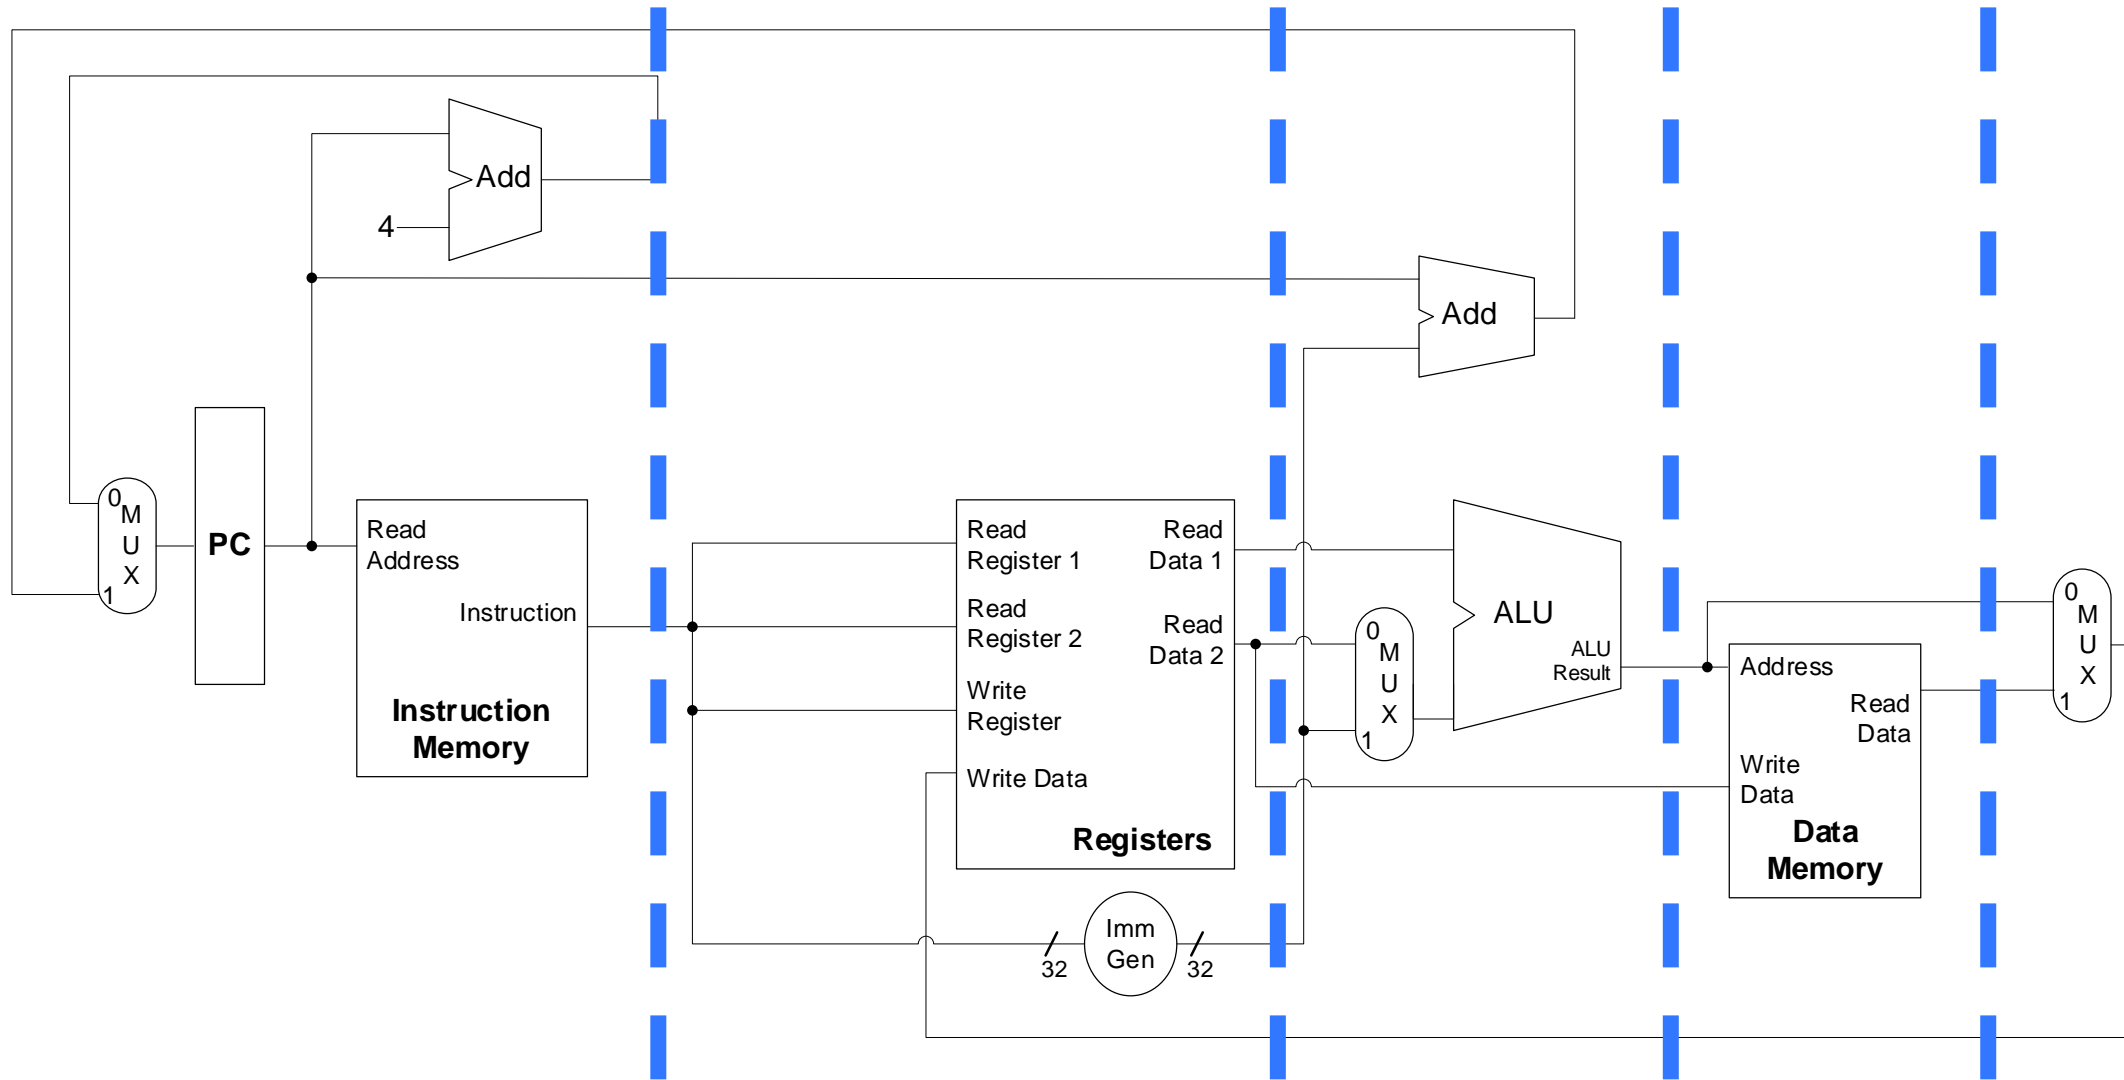 Add
4
Add
0
M
U
X
1
PC
Read
Address
Instruction
Instruction
Memory
Read
Register 1
Read
Register 2
Write
Register
Write Data
Read
Data 1
Read
Data 2
Registers
Imm
Gen
32
32
0
M
U
X
1
ALU
ALU
Result
Address
Read
Data
Write
Data
Data
Memory
0
M
U
X
1